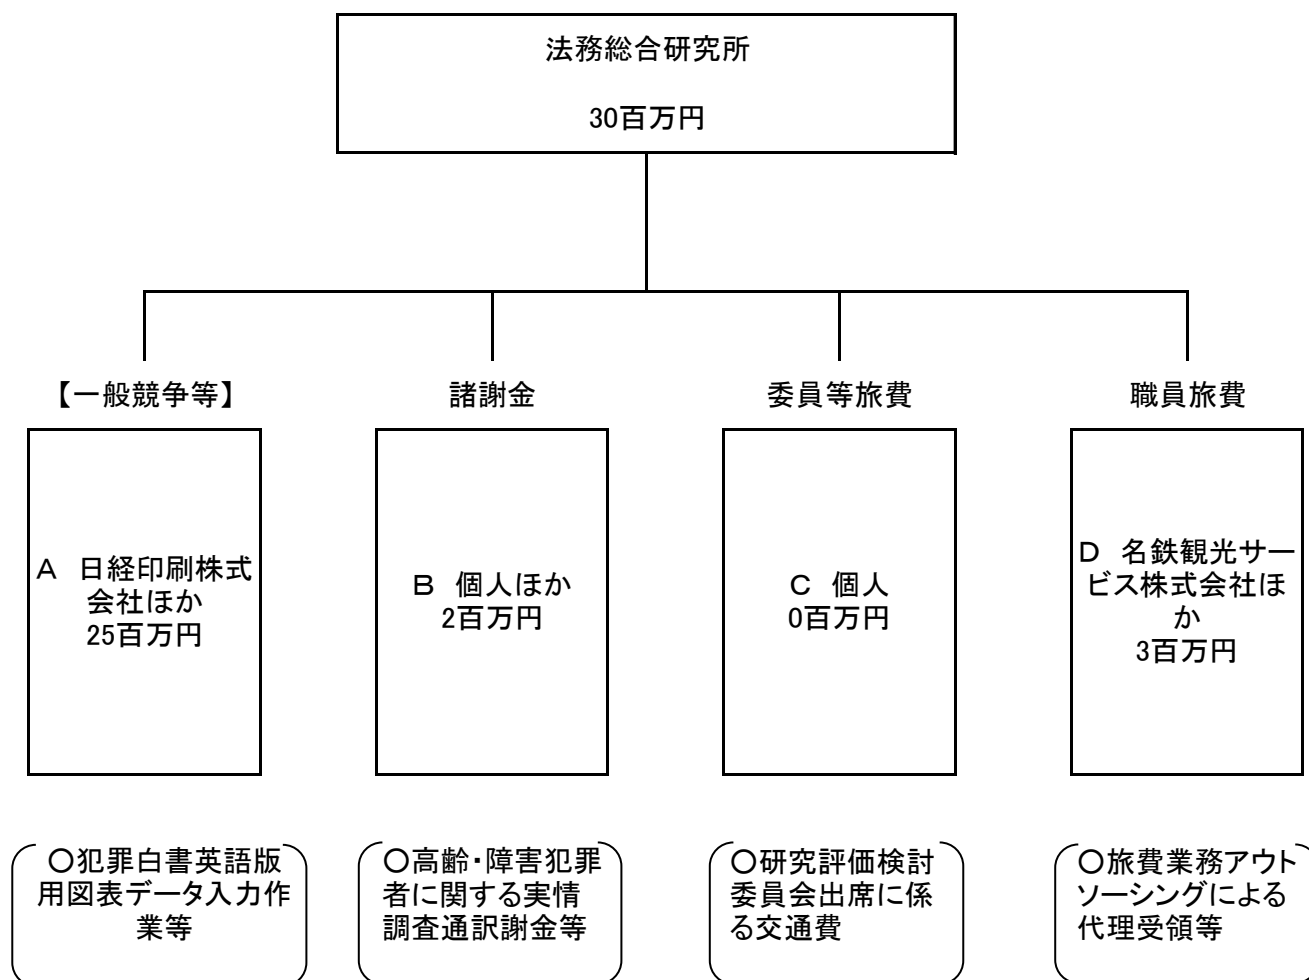 法務総合研究所
30百万円
【一般競争等】
諸謝金
委員等旅費
職員旅費
A 日経印刷株式
会社ほか
25百万円
B 個人ほか
2百万円
C 個人
0百万円
D 名鉄観光サー
ビス株式会社ほ
か
3百万円
○犯罪白書英語版
用図表データ入力作
業等
○高齢・障害犯罪
者に関する実情
調査通訳謝金等
○研究評価検討
委員会出席に係
る交通費
○旅費業務アウト
ソーシングによる
代理受領等